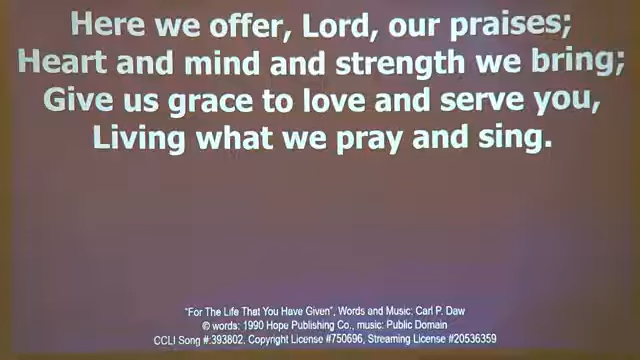 Here we offer, Lord, our praises;
Heart and mind and strength we bring;
Give us grace to love and serve you,
Living what we pray and sing.
"For The Life That You Have Given", Words and Music: Carl P. Daw
© words: 1990 Hope Publishing Co., music: Public Domain
CCLI Song #:393802. Copyright License #750696, Streaming License #20536359